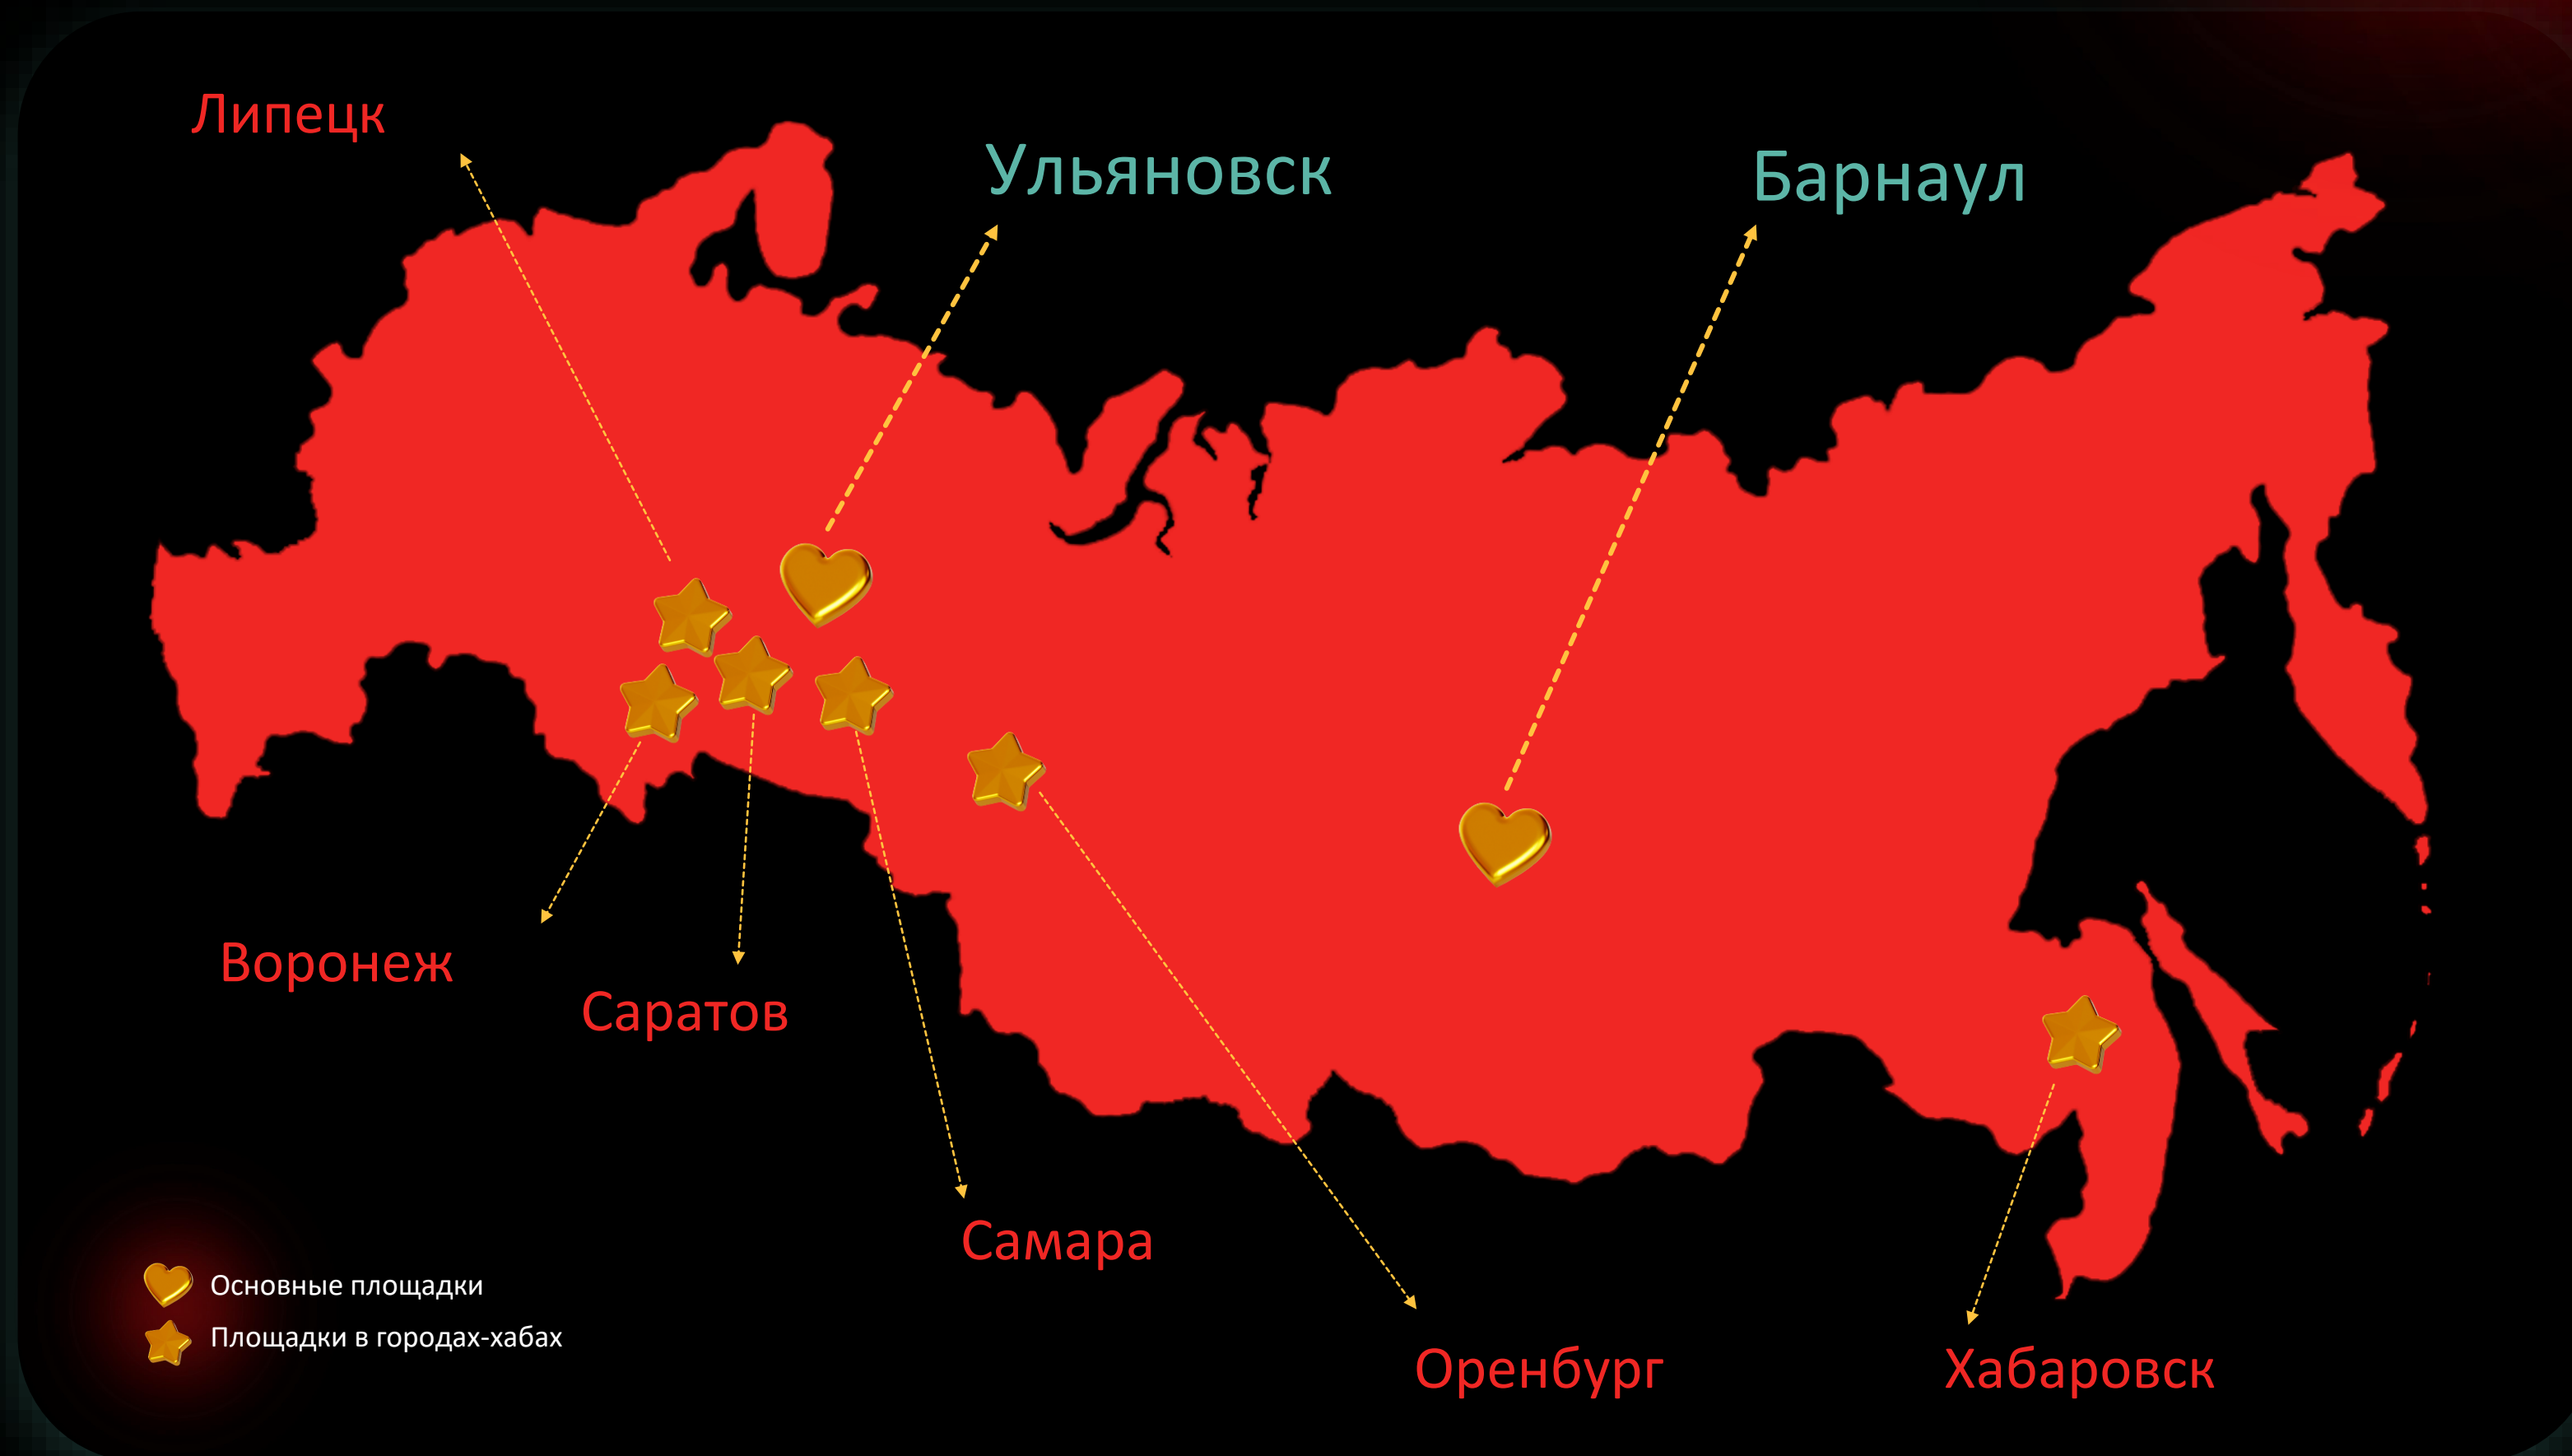 Липецк
Ульяновск
Барнаул
Воронеж
Саратов
Самара
Оренбург
Хабаровск
Основные площадки
Площадки в городах-хабах